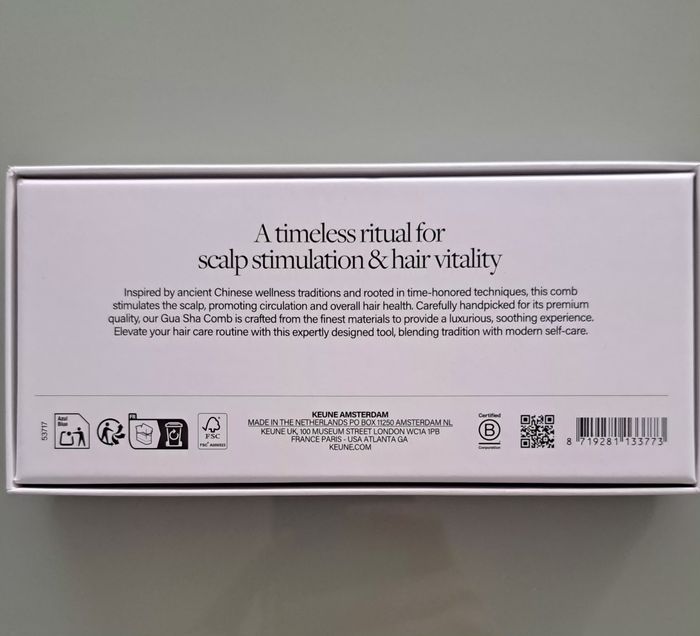 A timeless ritual for
scalp stimulation & hair vitality
Inspired by ancient Chinese wellness traditions and rooted in time-honored techniques, this comb
stimulates the scalp, promoting circulation and overall hair health. Carefully handpicked for its premium
quality, our Gua Sha Comb is crafted from the finest materials to provide a luxurious, soothing experience.
Elevate your hair care routine with this expertly designed tool, blending tradition with modern self-care.
53717
Azul
Blue
FR
FSC
KEUNE AMSTERDAM
MADE IN THE NETHERLANDS PO BOX 11250 AMSTERDAM NL
KEUNE UK, 100 MUSEUM STREET LONDON WC1A 1PB
FRANCE PARIS - USA ATLANTA GA
KEUNE.COM
Certified
B
Corporation
8 719281 133773